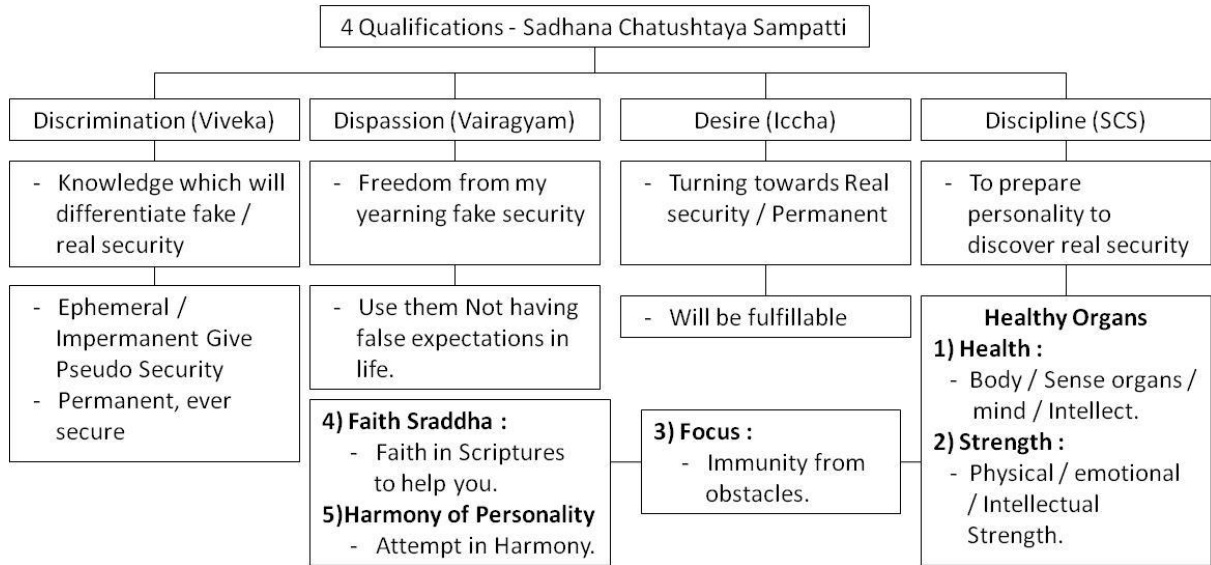 4 Qualifications - Sadhana Chatushtaya Sampatti
Discrimination (Viveka)
Dispassion (Vairagyam)
Desire (Iccha)
Discipline (SCS)
- Knowledge which will
differentiate fake /
real security
- Freedom from my
yearning fake security
- Turning towards Real
security / Permanent
- To prepare
personality to
discover real security
- Ephemeral /
Impermanent Give
Pseudo Security
- Permanent, ever
secure
- Use them Not having
false expectations in
life.
- Will be fulfillable
Healthy Organs
1) Health :
- Body / Sense organs /
mind / Intellect.
2) Strength :
- Physical / emotional
/ Intellectual
Strength.
3) Focus :
- Immunity from
obstacles.
4) Faith Sraddha :
- Faith in Scriptures
to help you.
5)Harmony of Personality
- Attempt in Harmony.